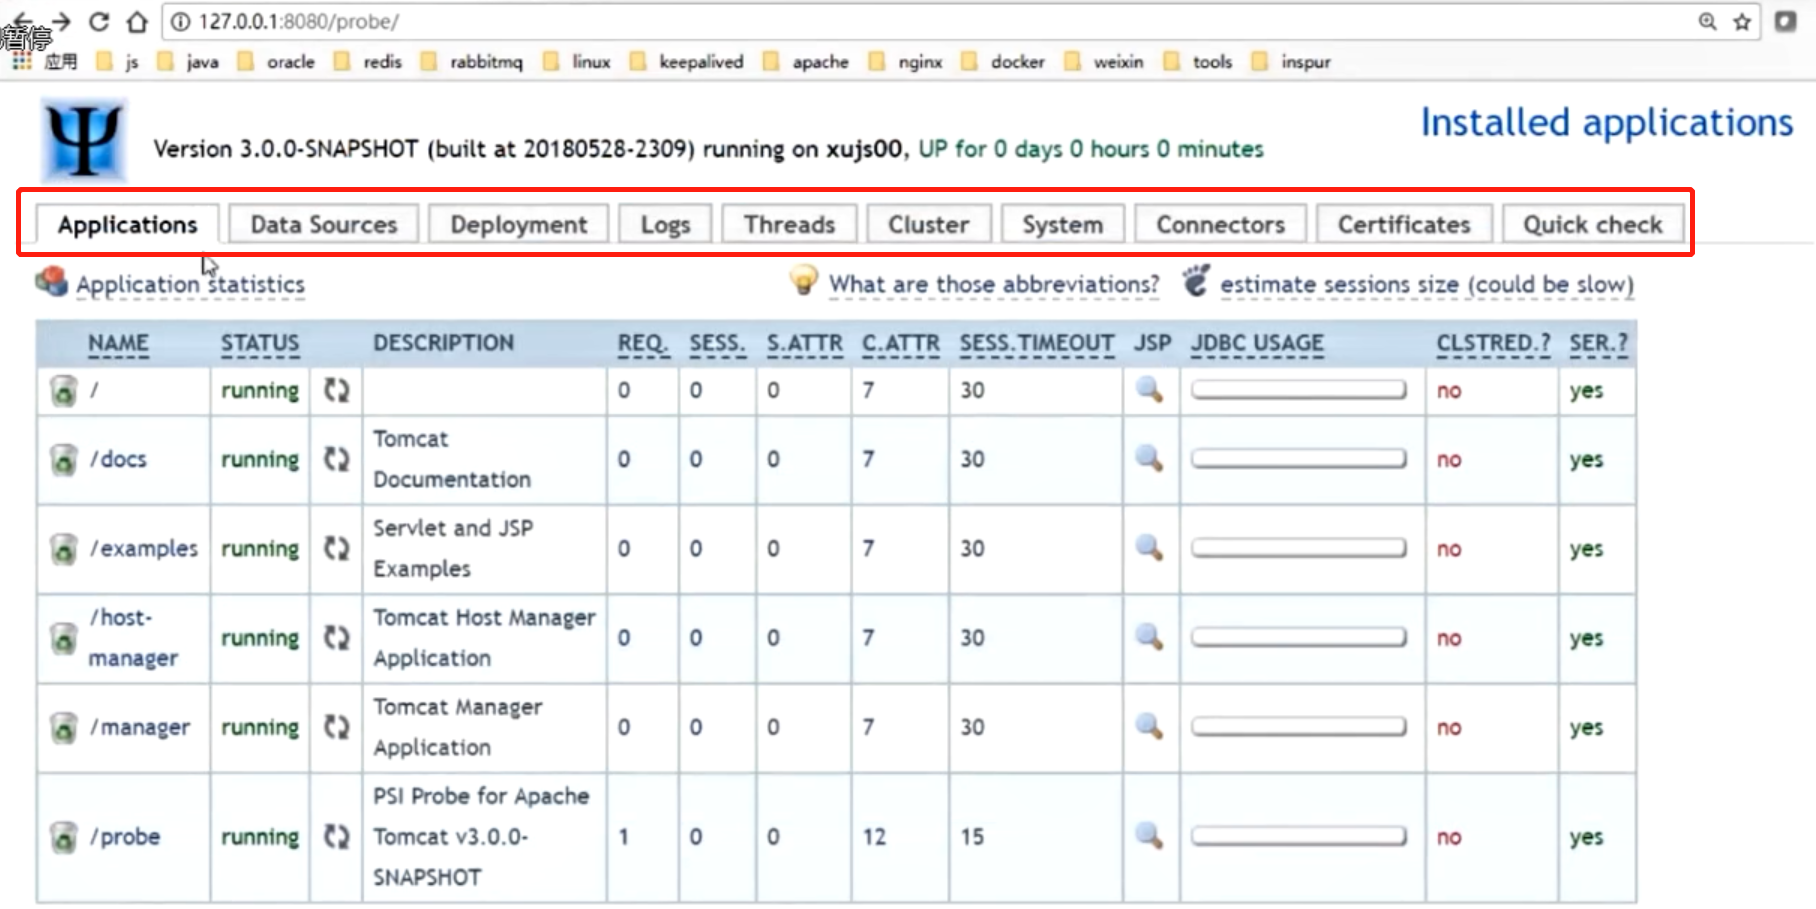 127.0.0.1:8080/probe/
暂停
应用 js java oracle redis rabbitmq linux keepalived apache nginx docker weixin tools inspur
Installed applications
Version 3.0.0-SNAPSHOT (built at 20180528-2309) running on xujs00, UP for 0 days 0 hours 0 minutes
Applications Data Sources Deployment Logs Threads Cluster System Connectors Certificates Quick check
Application statistics What are those abbreviations? estimate sessions size (could be slow)
NAME STATUS DESCRIPTION REQ. SESS. S.ATTR C.ATTR SESS.TIMEOUT JSP JDBC USAGE CLSTRED.? SER.?
/ running 0 0 0 7 30 no yes
Tomcat
/docs running 0 0 0 7 30 no yes
Documentation
Servlet and JSP
/examples running 0 0 0 7 30 no yes
Examples
/host- Tomcat Host Manager
running 0 0 0 7 30 no yes
manager Application
Tomcat Manager
/manager running 0 0 0 7 30 no yes
Application
PSI Probe for Apache
/probe running Tomcat v3.0.0- 1 0 0 12 15 no yes
SNAPSHOT